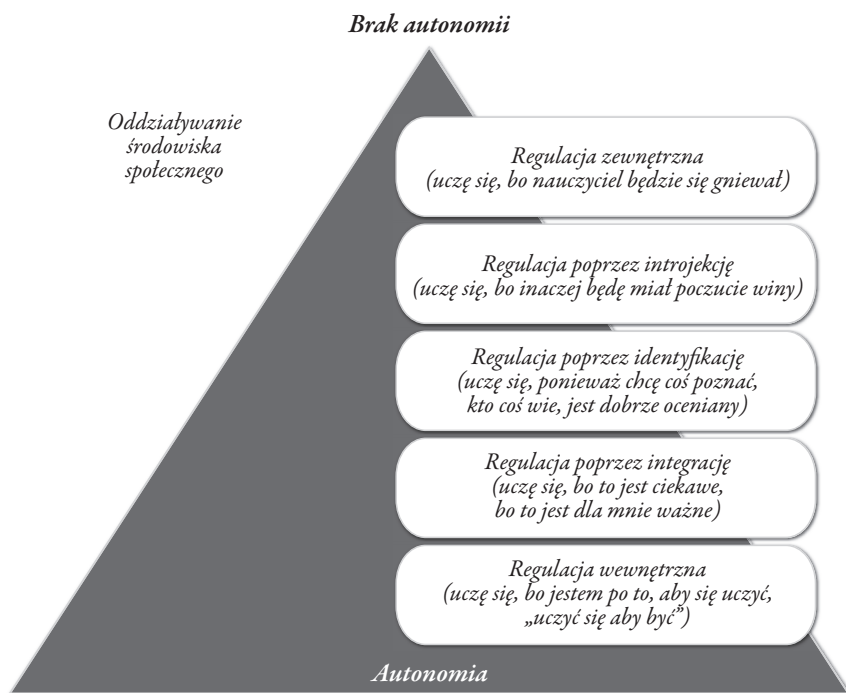 Brak autonomii
Oddziaływanie
środowiska
społecznego
Regulacja zewnętrzna
(uczę się, bo nauczyciel będzie się gniewał)
Regulacja poprzez introjekcję
(uczę się, bo inaczej będę miał poczucie winy)
Regulacja poprzez identyfikację
(uczę się, ponieważ chcę coś poznać,
kto coś wie, jest dobrze oceniany)
Regulacja poprzez integrację
(uczę się, bo to jest ciekawe,
bo to jest dla mnie ważne)
Regulacja wewnętrzna
(uczę się, bo jestem po to, aby się uczyć,
„uczyć się aby być”)
Autonomia